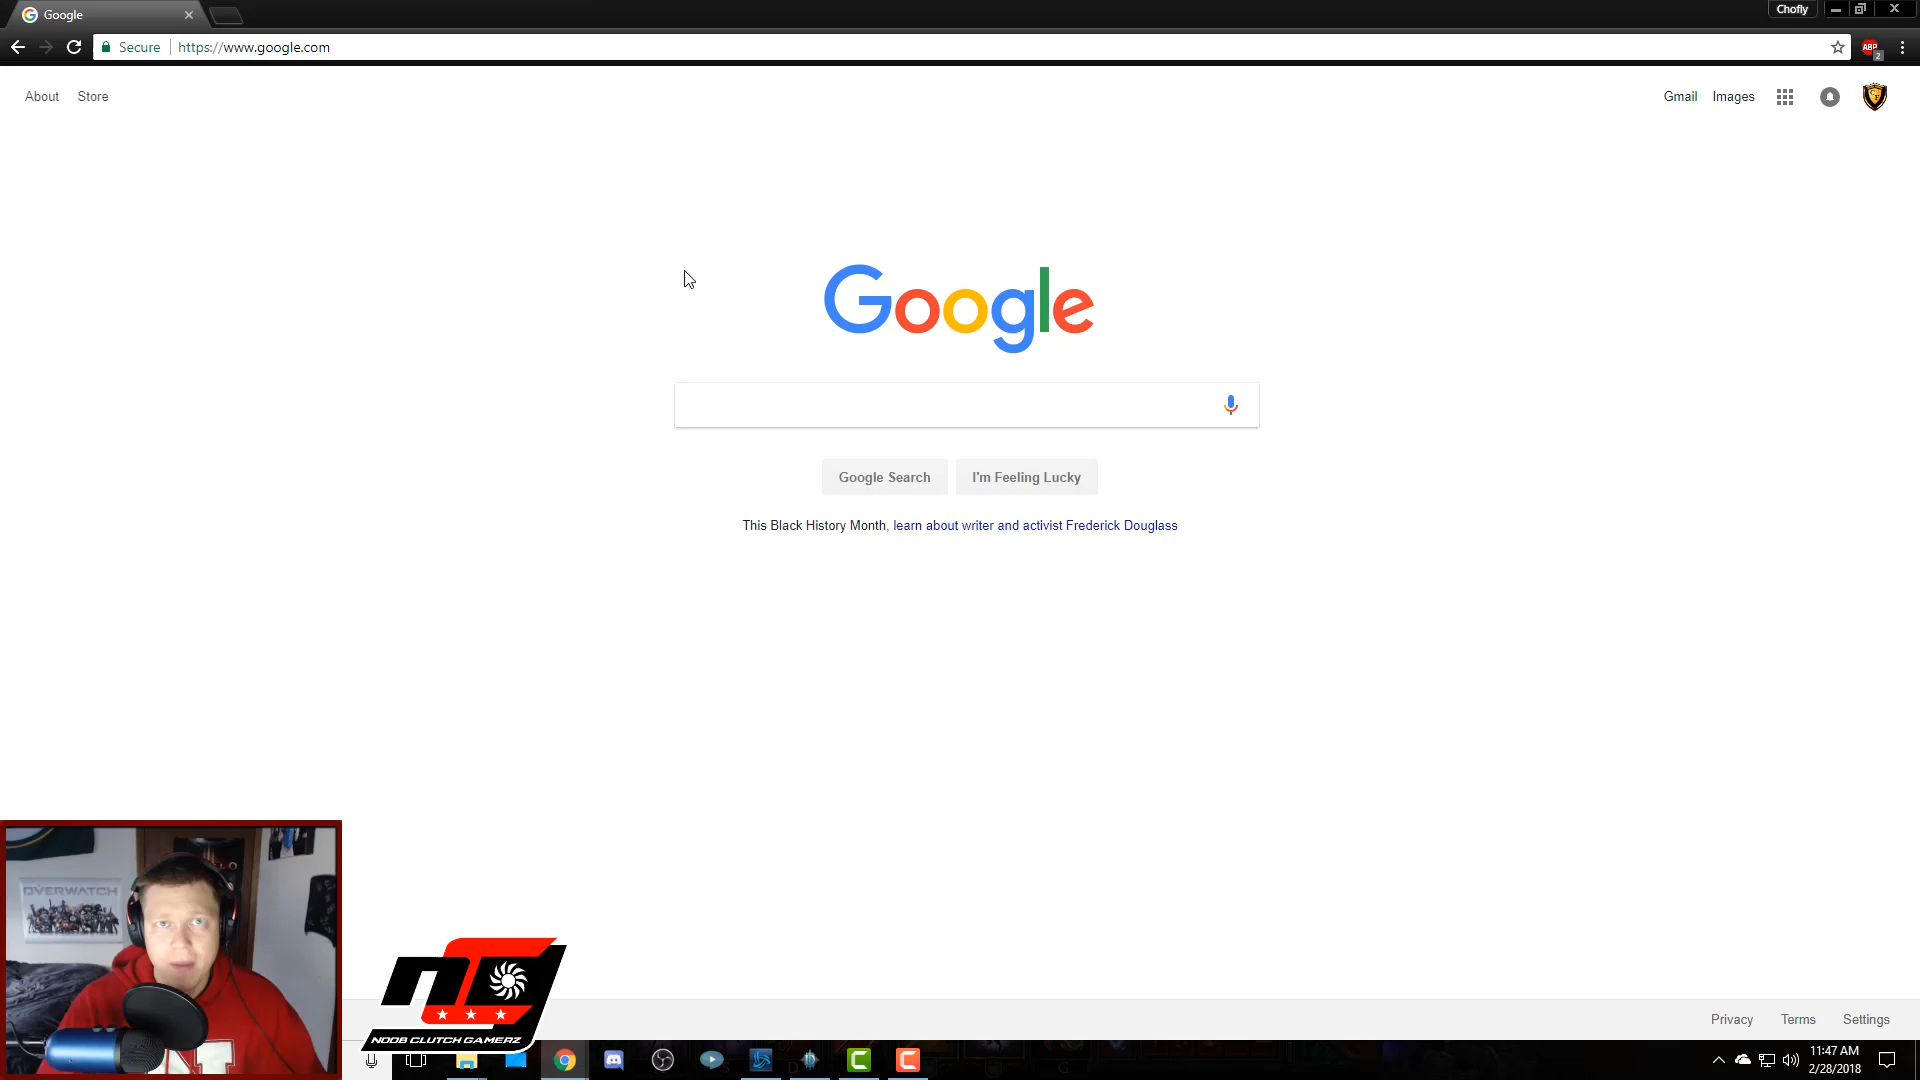 Google
Chofly
Secure
https://www.google.com
ABP
2
About
Store
Gmail
Images
Google
Google Search
I'm Feeling Lucky
This Black History Month, learn about writer and activist Frederick Douglass
OVERWATCH
NOOB CLUTCH GAMERZ
Privacy
Terms
Settings
11:47 AM
2/28/2018